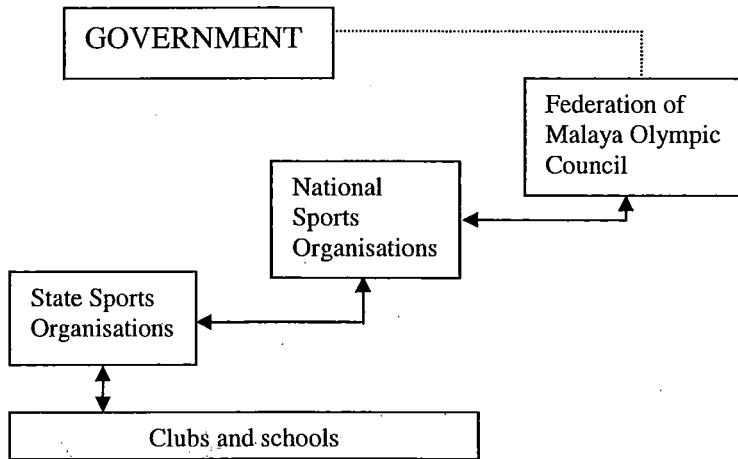 GOVERNMENT
Federation of
Malaya Olympic
Council
National
Sports
Organisations
State Sports
Organisations
Clubs and schools